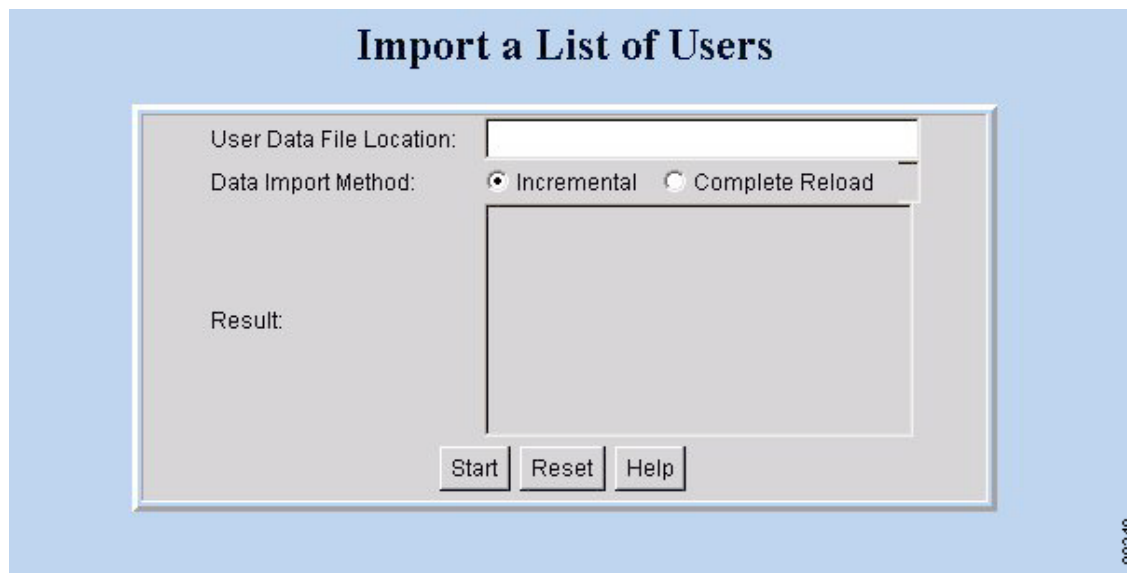 Import a List of Users
User Data File Location:
Data Import Method: Incremental Complete Reload
Result:
Start Reset Help